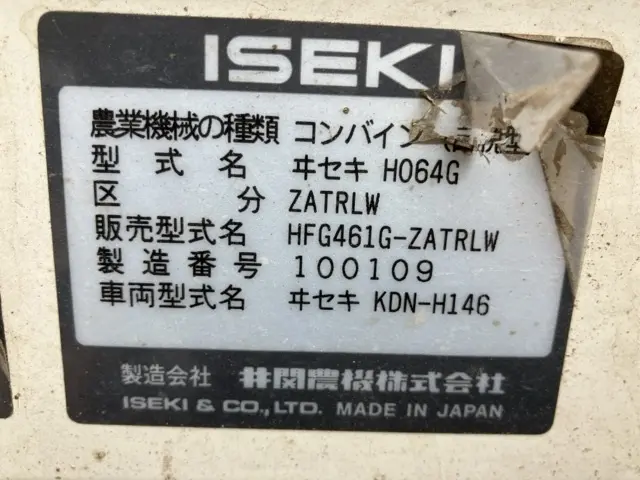 ISEKI
農業機械の種類 コンバイン
型式名 ヰセキ HO64G
区分 ZATRLW
販売型式名 HFG461G-ZATRLW
製造番号 100109
車両型式名 ヰセキ KDN-H146
製造会社 井関農機株式会社
ISEKI & CO., LTD. MADE IN JAPAN